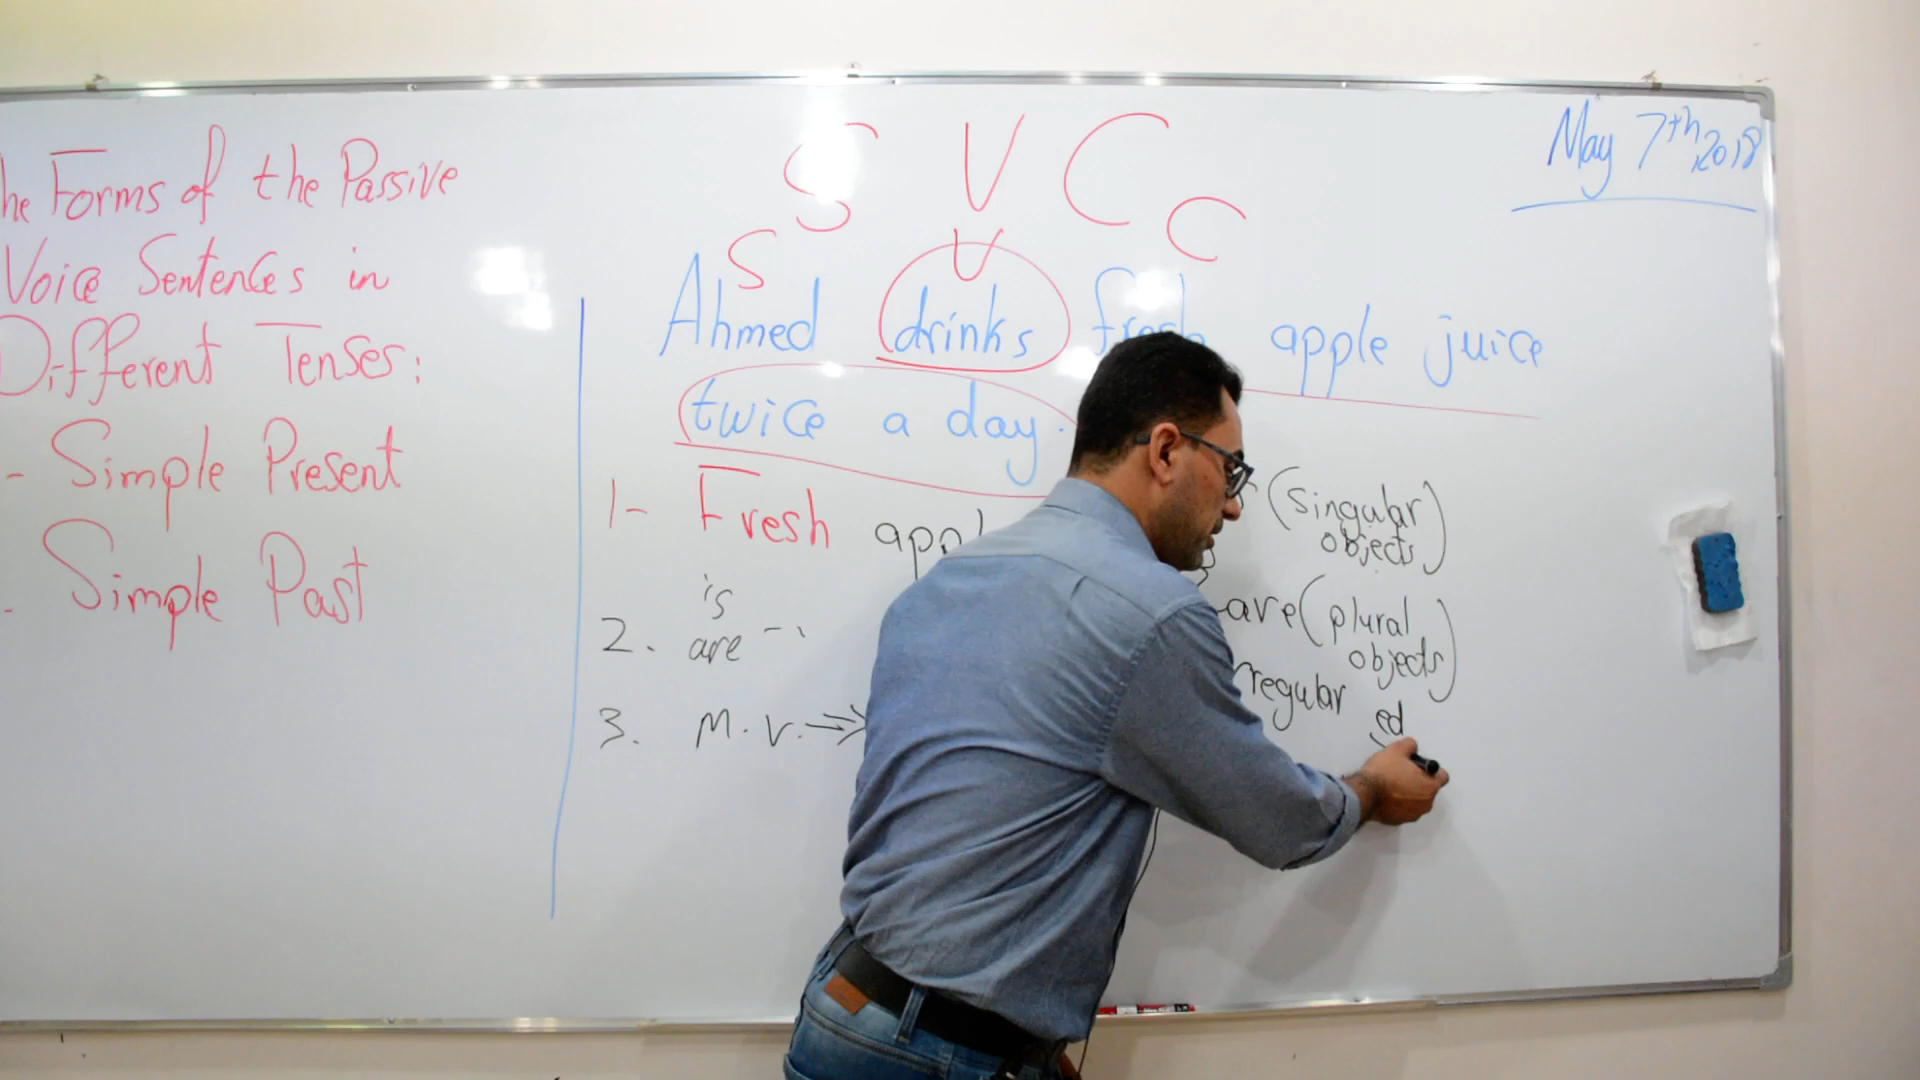 he Forms of the Passive
Voice Sentences in
Different Tenses:
- Simple Present
- Simple Past
S V C
S V C
May 7th, 2018
Ahmed drinks fresh apple juice
twice a day.
1- Fresh
(singular
objects)
is
2. are
are (plural
objects)
3. M.V.
regular ed